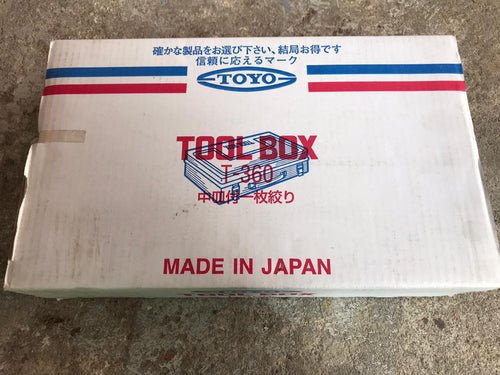 確かな製品をお選び下さい、結局お得です
信頼に応えるマーク
TOYO
TOOL BOX
T-360
中皿付一枚絞り
MADE IN JAPAN
TOOL BOX